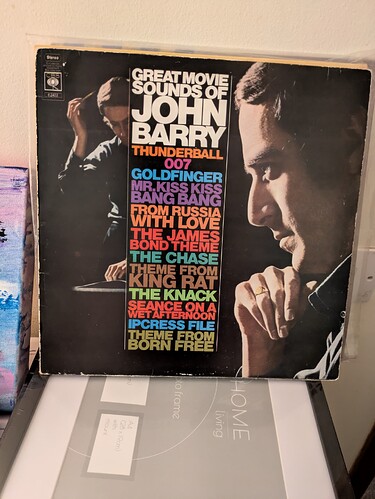 Stereo
CBS
GREAT MOVIE
SOUNDS OF
JOHN
BARRY
THUNDERBALL
007
GOLDFINGER
MR. KISS KISS
BANG BANG
FROM RUSSIA
WITH LOVE
THE JAMES
BOND THEME
THE CHASE
THEME FROM
KING RAT
THE KNACK
SEANCE ON A
WET AFTERNOON
IPCRESS FILE
THEME FROM
BORN FREE
HOME
living
frame
A4